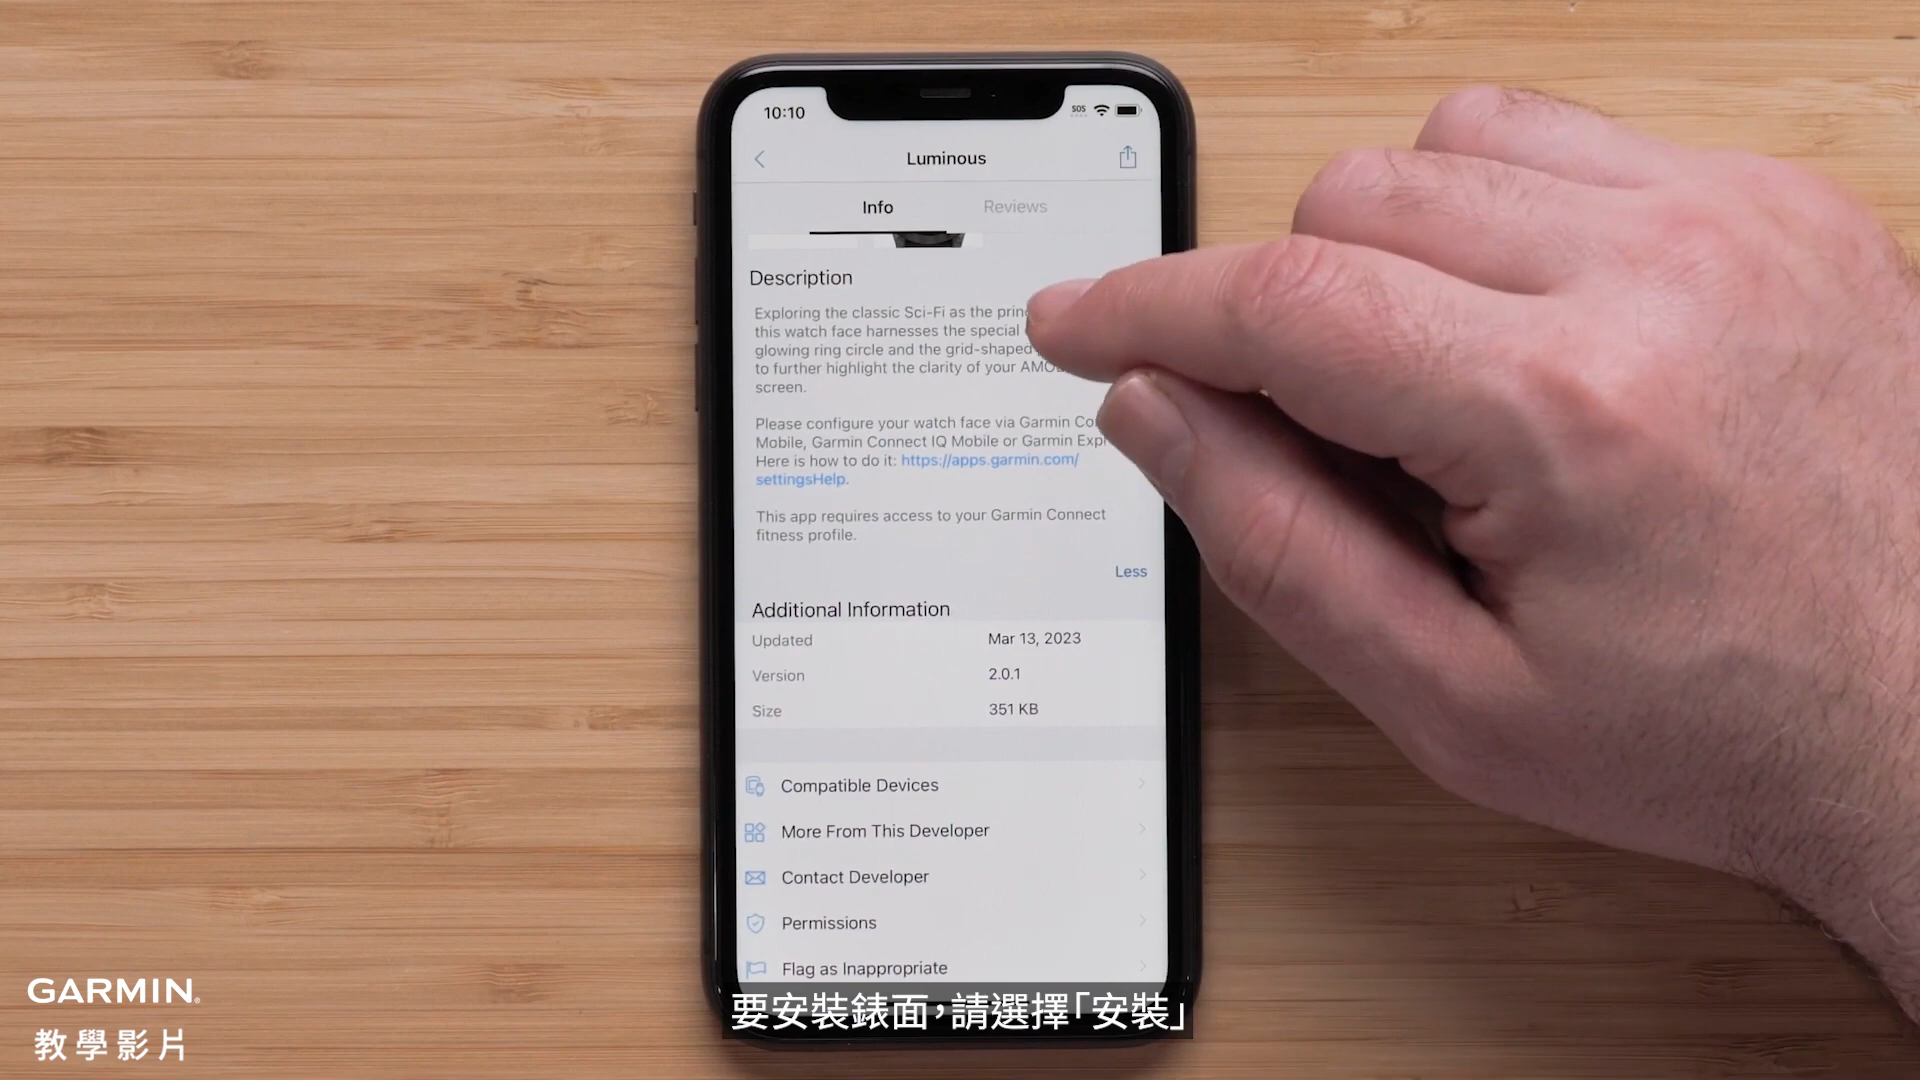 10:10
SOS
Luminous
Info
Reviews
Description
Exploring the classic Sci-Fi as the
this watch face harnesses the special
glowing ring circle and the grid-shaped
to further highlight the clarity of your
screen.
Please configure your watch face via Garmin
Mobile, Garmin Connect IQ Mobile or Garmin
Here is how to do it: https://apps.garmin.com/
settingsHelp.
This app requires access to your Garmin Connect
fitness profile.
Less
Additional Information
Updated Mar 13, 2023
Version 2.0.1
Size 351 KB
Compatible Devices
More From This Developer
Contact Developer
Permissions
Flag as Inappropriate
GARMIN
教學影片
要安裝錶面，請選擇「安裝」